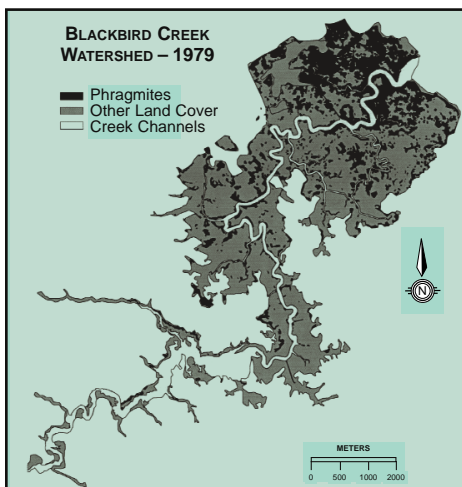 BLACKBIRD CREEK
WATERSHED – 1979
Phragmites
Other Land Cover
Creek Channels
N
METERS
0 500 1000 2000